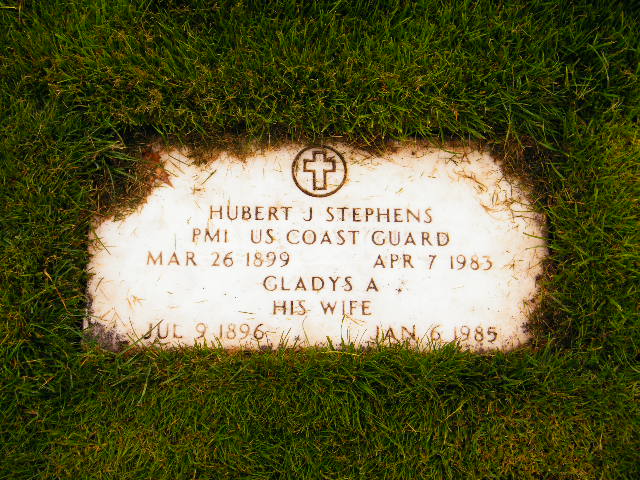 HUBERT J STEPHENS
PM1 US COAST GUARD
MAR 26 1899 APR 7 1983
GLADYS A
HIS WIFE
JUL 9 1896 JAN 6 1985